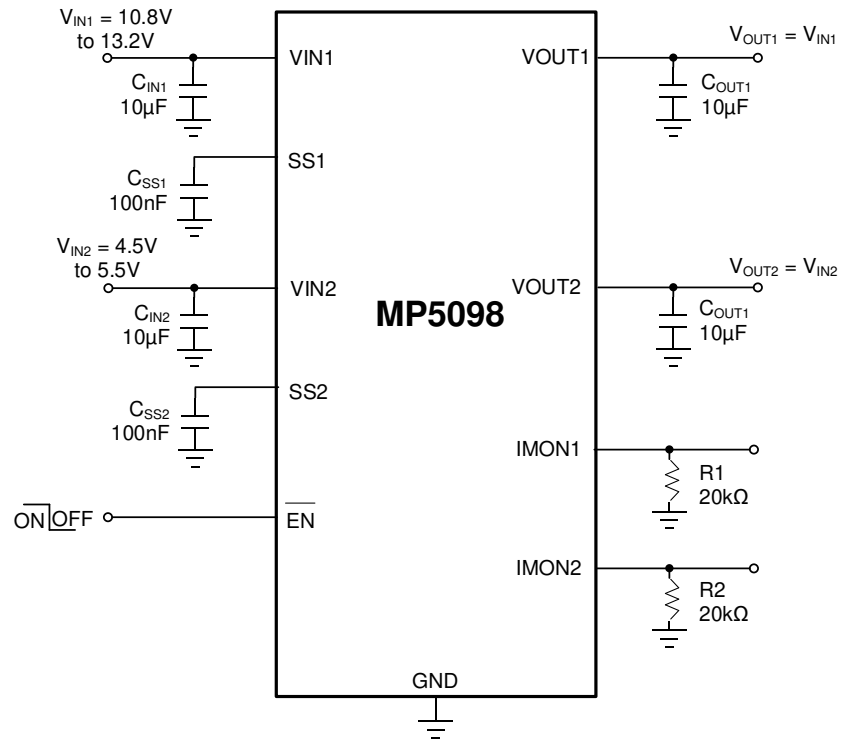 VIN1 = 10.8V
to 13.2V
CIN1
10µF
VIN1
VOUT1
VOUT1 = VIN1
COUT1
10µF
CSS1
100nF
SS1
VIN2 = 4.5V
to 5.5V
CIN2
10µF
VIN2
MP5098
VOUT2
VOUT2 = VIN2
COUT1
10µF
CSS2
100nF
SS2
IMON1
R1
20kΩ
ON OFF
EN
IMON2
R2
20kΩ
GND